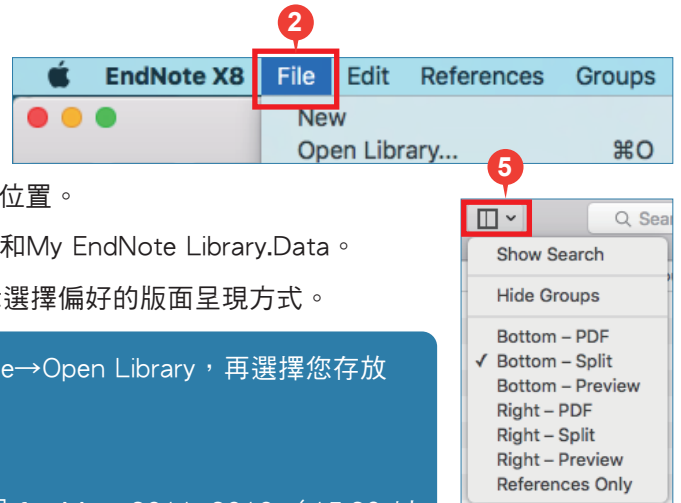 2
EndNote X8 File Edit References Groups
New
Open Library... ⌘O
位置。
和My EndNote Library.Data。
選擇偏好的版面呈現方式。
e→Open Library，再選擇您存放
5
Show Search
Hide Groups
Bottom – PDF
✓ Bottom – Split
Bottom – Preview
Right – PDF
Right – Split
Right – Preview
References Only